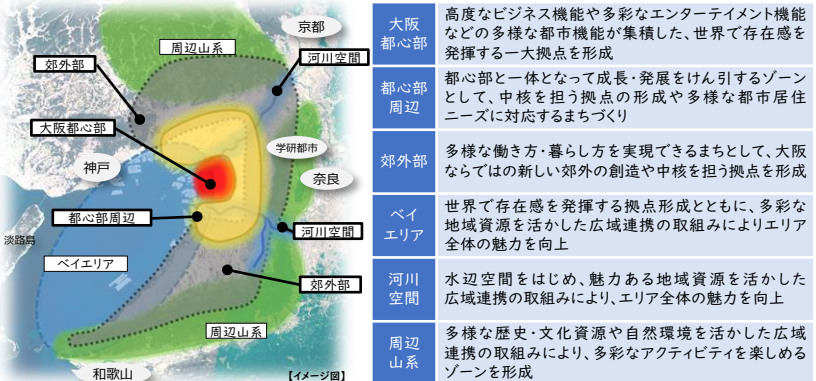 京都
周辺山系
河川空間
郊外部
大阪都心部
学研都市
神戸
奈良
都心部周辺
河川空間
淡路島
ベイエリア
郊外部
周辺山系
和歌山
【イメージ図】
大阪
都心部
高度なビジネス機能や多彩なエンターテイメント機能
などの多様な都市機能が集積した、世界で存在感を
発揮する一大拠点を形成
都心部
周辺
都心部と一体となって成長・発展をけん引するゾーン
として、中核を担う拠点の形成や多様な都市居住
ニーズに対応するまちづくり
郊外部
多様な働き方・暮らし方を実現できるまちとして、大阪
ならではの新しい郊外の創造や中核を担う拠点を形成
ベイ
エリア
世界で存在感を発揮する拠点形成とともに、多彩な
地域資源を活かした広域連携の取組みによりエリア
全体の魅力を向上
河川
空間
水辺空間をはじめ、魅力ある地域資源を活かした
広域連携の取組みにより、エリア全体の魅力を向上
周辺
山系
多様な歴史・文化資源や自然環境を活かした広域
連携の取組みにより、多彩なアクティビティを楽しめる
ゾーンを形成